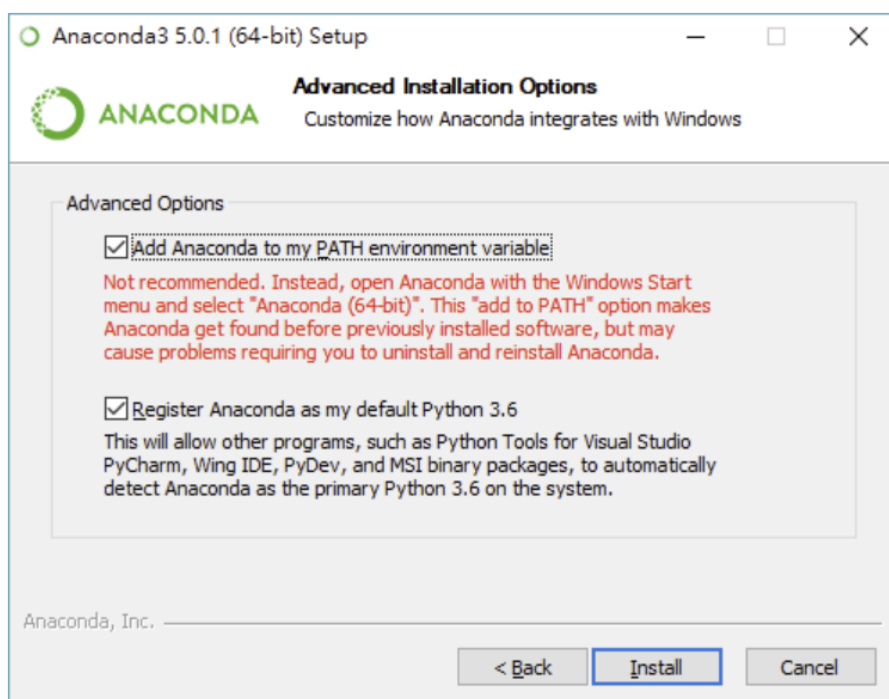 Anaconda3 5.0.1 (64-bit) Setup
ANACONDA
Advanced Installation Options
Customize how Anaconda integrates with Windows
Advanced Options
Add Anaconda to my PATH environment variable
Not recommended. Instead, open Anaconda with the Windows Start
menu and select "Anaconda (64-bit)". This "add to PATH" option makes
Anaconda get found before previously installed software, but may
cause problems requiring you to uninstall and reinstall Anaconda.
Register Anaconda as my default Python 3.6
This will allow other programs, such as Python Tools for Visual Studio
PyCharm, Wing IDE, PyDev, and MSI binary packages, to automatically
detect Anaconda as the primary Python 3.6 on the system.
Anaconda, Inc.
< Back
Install
Cancel